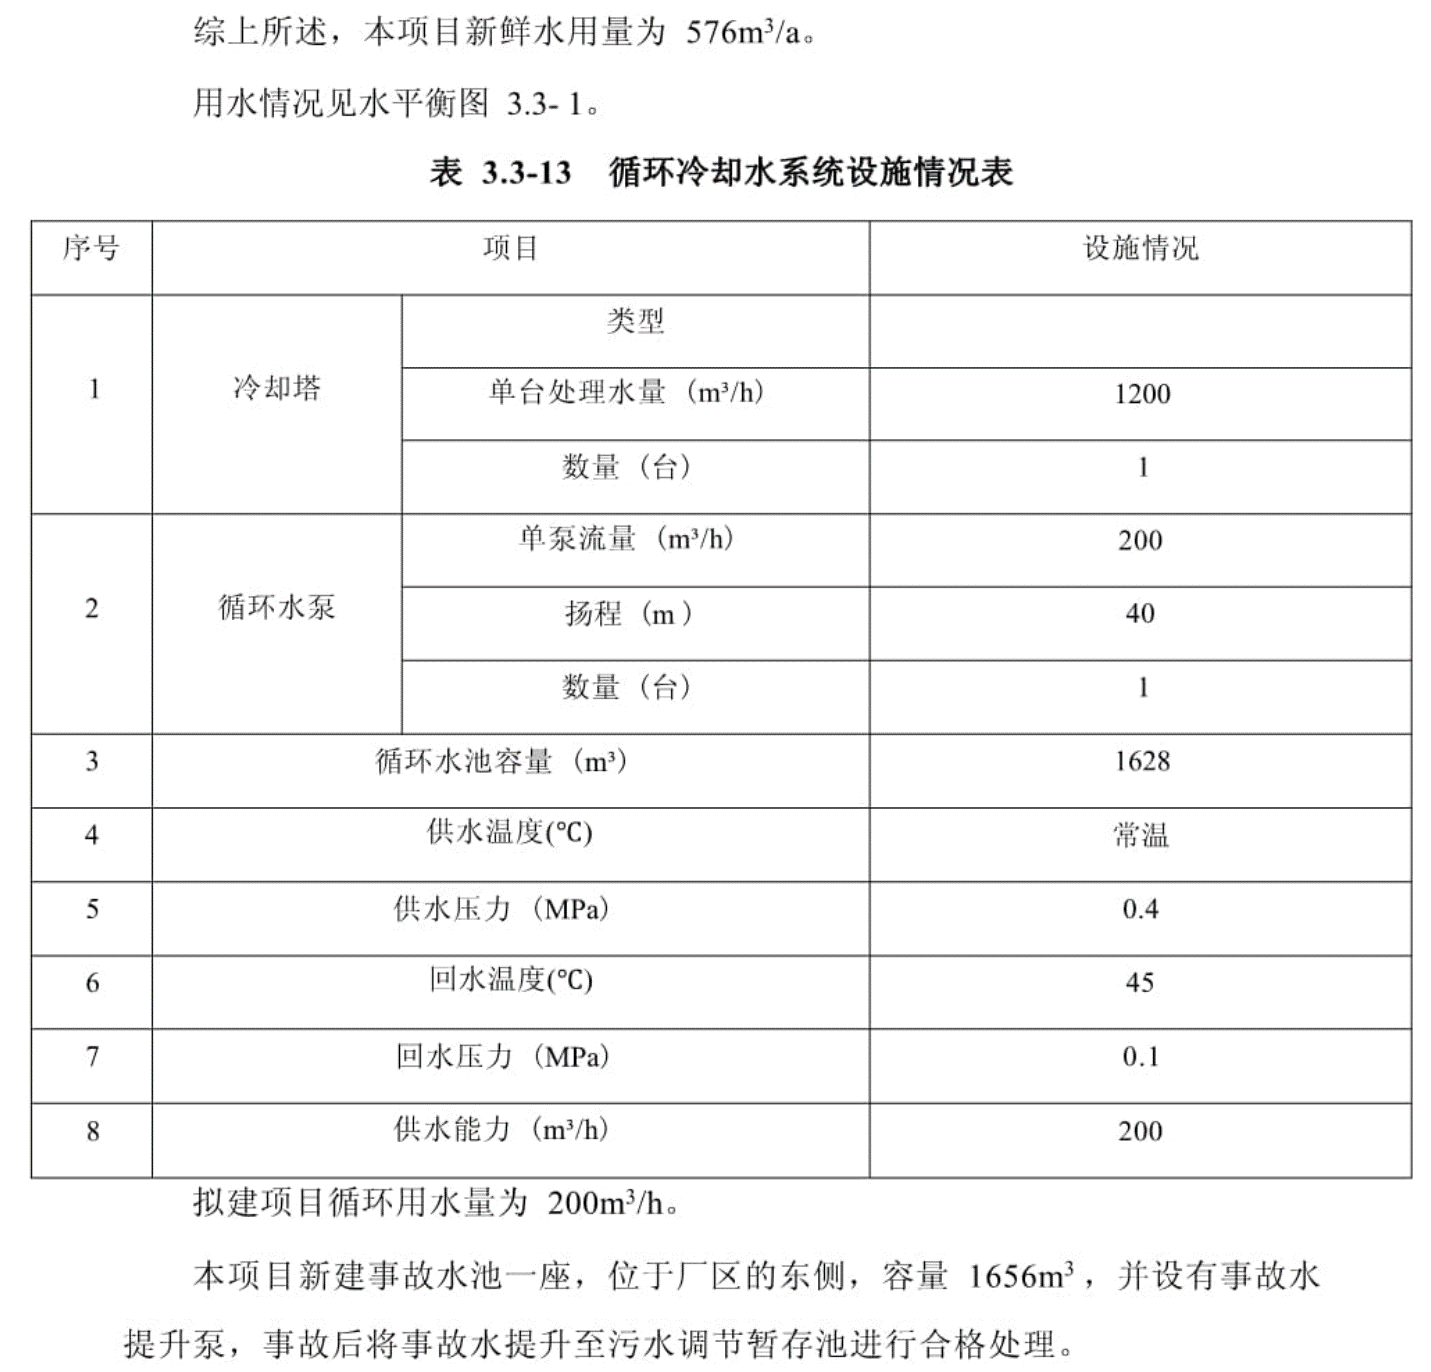 综上所述，本项目新鲜水用量为 576m³/a。
用水情况见水平衡图 3.3- 1。
表 3.3-13 循环冷却水系统设施情况表
序号 项目 设施情况
1 冷却塔 类型
单台处理水量（m³/h） 1200
数量（台） 1
2 循环水泵 单泵流量（m³/h） 200
扬程（m ） 40
数量（台） 1
3 循环水池容量（m³） 1628
4 供水温度(℃) 常温
5 供水压力（MPa） 0.4
6 回水温度(℃) 45
7 回水压力（MPa） 0.1
8 供水能力（m³/h） 200
拟建项目循环用水量为 200m³/h。
本项目新建事故水池一座，位于厂区的东侧，容量 1656m³，并设有事故水
提升泵，事故后将事故水提升至污水调节暂存池进行合格处理。